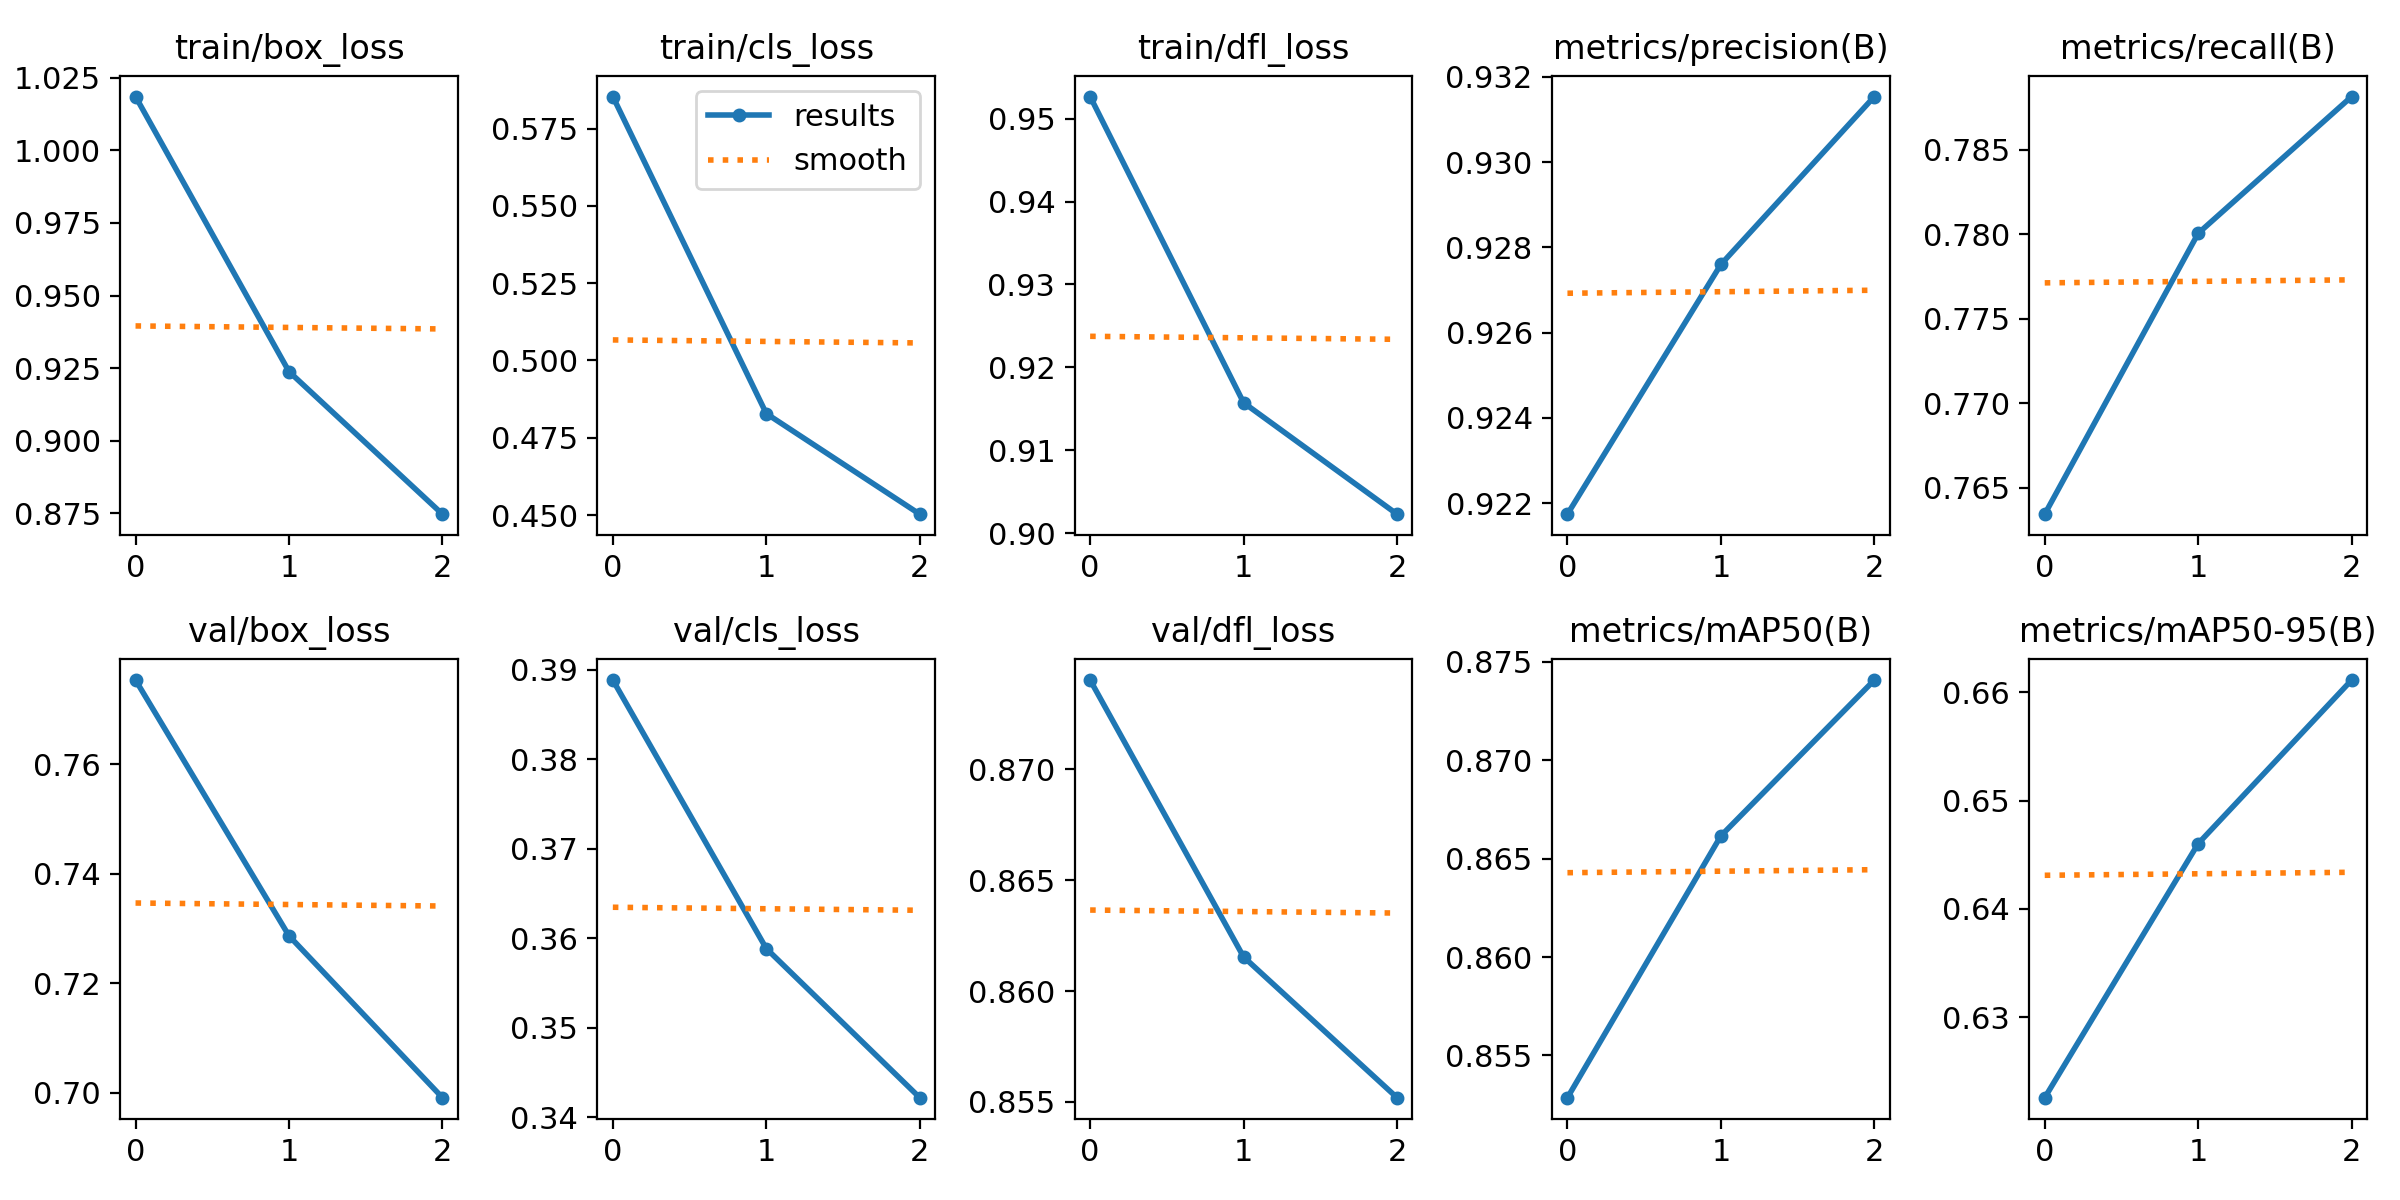 train/box_loss
1.025
1.000
0.975
0.950
0.925
0.900
0.875
0 1 2
train/cls_loss
results
smooth
0.575
0.550
0.525
0.500
0.475
0.450
0 1 2
train/dfl_loss
0.95
0.94
0.93
0.92
0.91
0.90
0 1 2
metrics/precision(B)
0.932
0.930
0.928
0.926
0.924
0.922
0 1 2
metrics/recall(B)
0.785
0.780
0.775
0.770
0.765
0 1 2
val/box_loss
0.76
0.74
0.72
0.70
0 1 2
val/cls_loss
0.39
0.38
0.37
0.36
0.35
0.34
0 1 2
val/dfl_loss
0.870
0.865
0.860
0.855
0 1 2
metrics/mAP50(B)
0.875
0.870
0.865
0.860
0.855
0 1 2
metrics/mAP50-95(B)
0.66
0.65
0.64
0.63
0 1 2